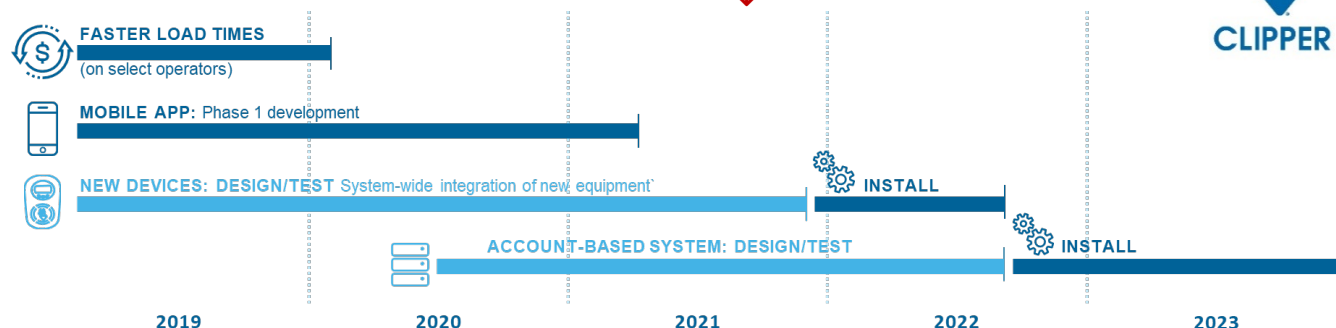 FASTER LOAD TIMES
(on select operators)
CLIPPER
$
MOBILE APP: Phase 1 development
NEW DEVICES: DESIGN/TEST System-wide integration of new equipment`
INSTALL
ACCOUNT-BASED SYSTEM: DESIGN/TEST
INSTALL
2019 2020 2021 2022 2023